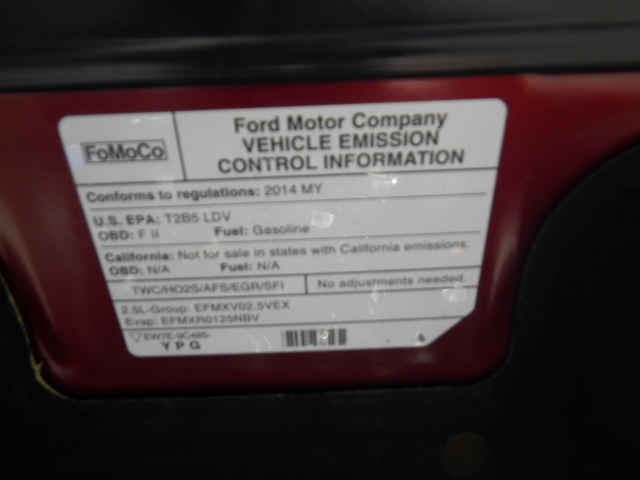 FoMoCo
Ford Motor Company
VEHICLE EMISSION
CONTROL INFORMATION
Conforms to regulations: 2014 MY
U.S. EPA: T2B5 LDV
OBD: F II Fuel: Gasoline
California: Not for sale in states with California emissions.
OBD: N/A Fuel: N/A
TWC/HO2S/AFS/EGR/SFI No adjustments needed.
2.5L-Group: EFMXV02.5VEX
Evap: EFMXR0125NBV
EW7E-9C485-
Y P G